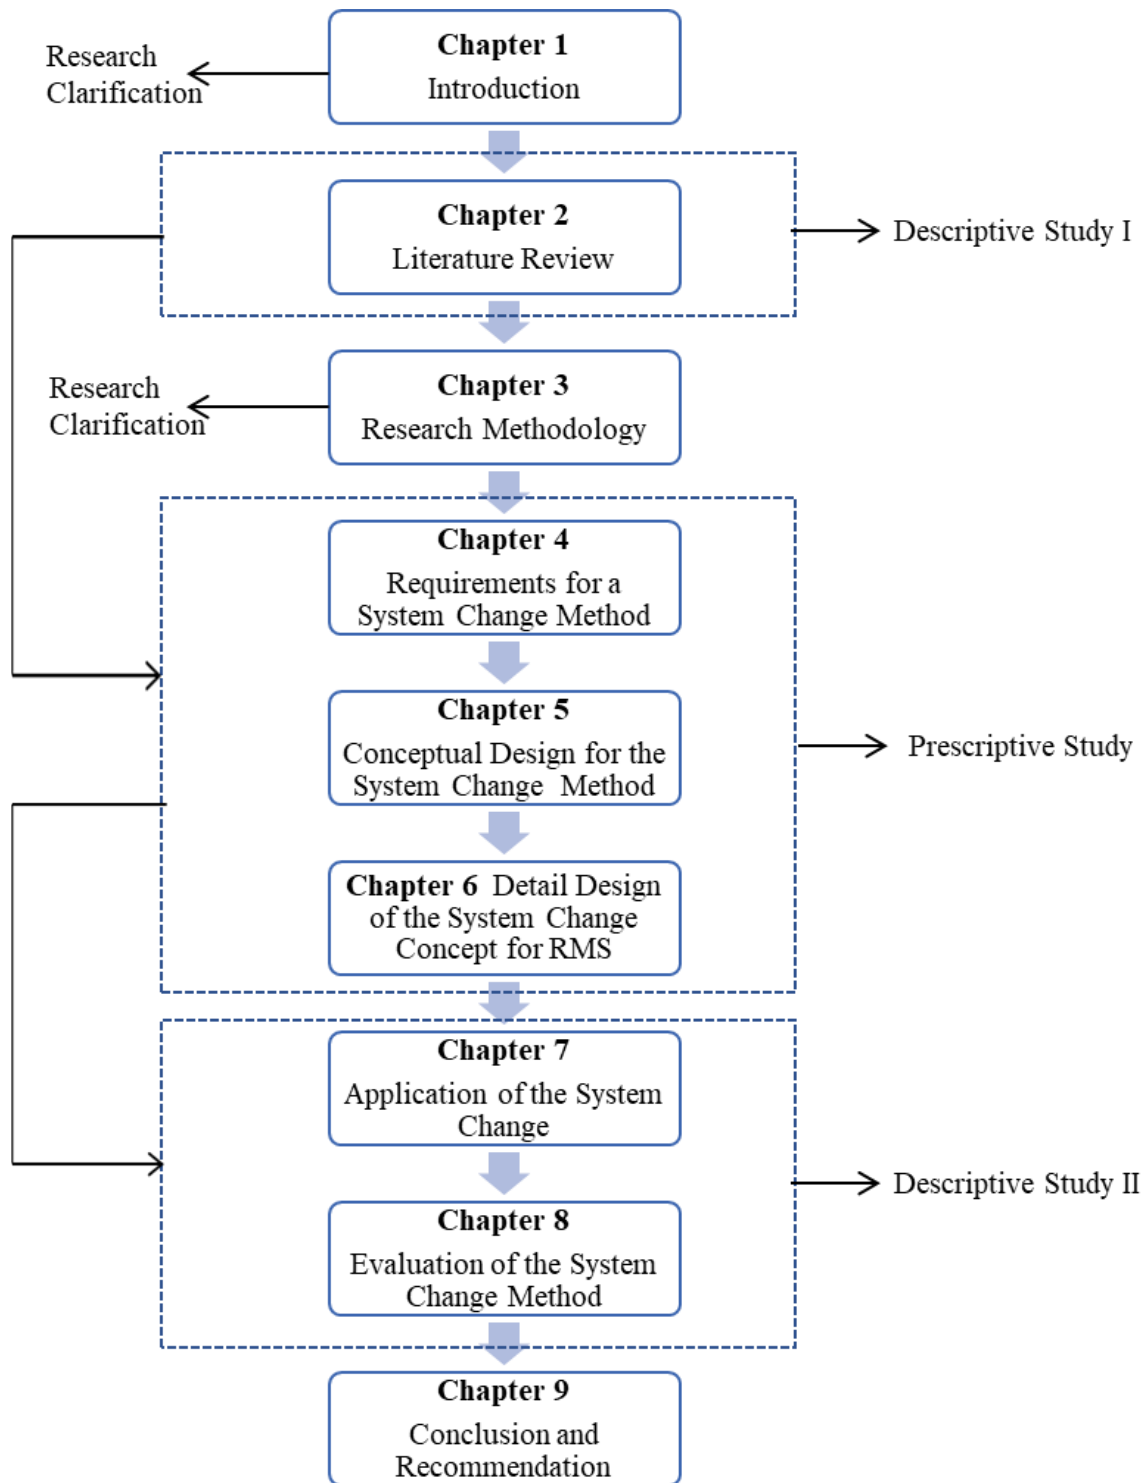 Chapter 1
Introduction
Research
Clarification
Chapter 2
Literature Review
Descriptive Study I
Chapter 3
Research Methodology
Research
Clarification
Chapter 4
Requirements for a
System Change Method
Chapter 5
Conceptual Design for the
System Change Method
Prescriptive Study
Chapter 6 Detail Design
of the System Change
Concept for RMS
Chapter 7
Application of the System
Change
Descriptive Study II
Chapter 8
Evaluation of the System
Change Method
Chapter 9
Conclusion and
Recommendation